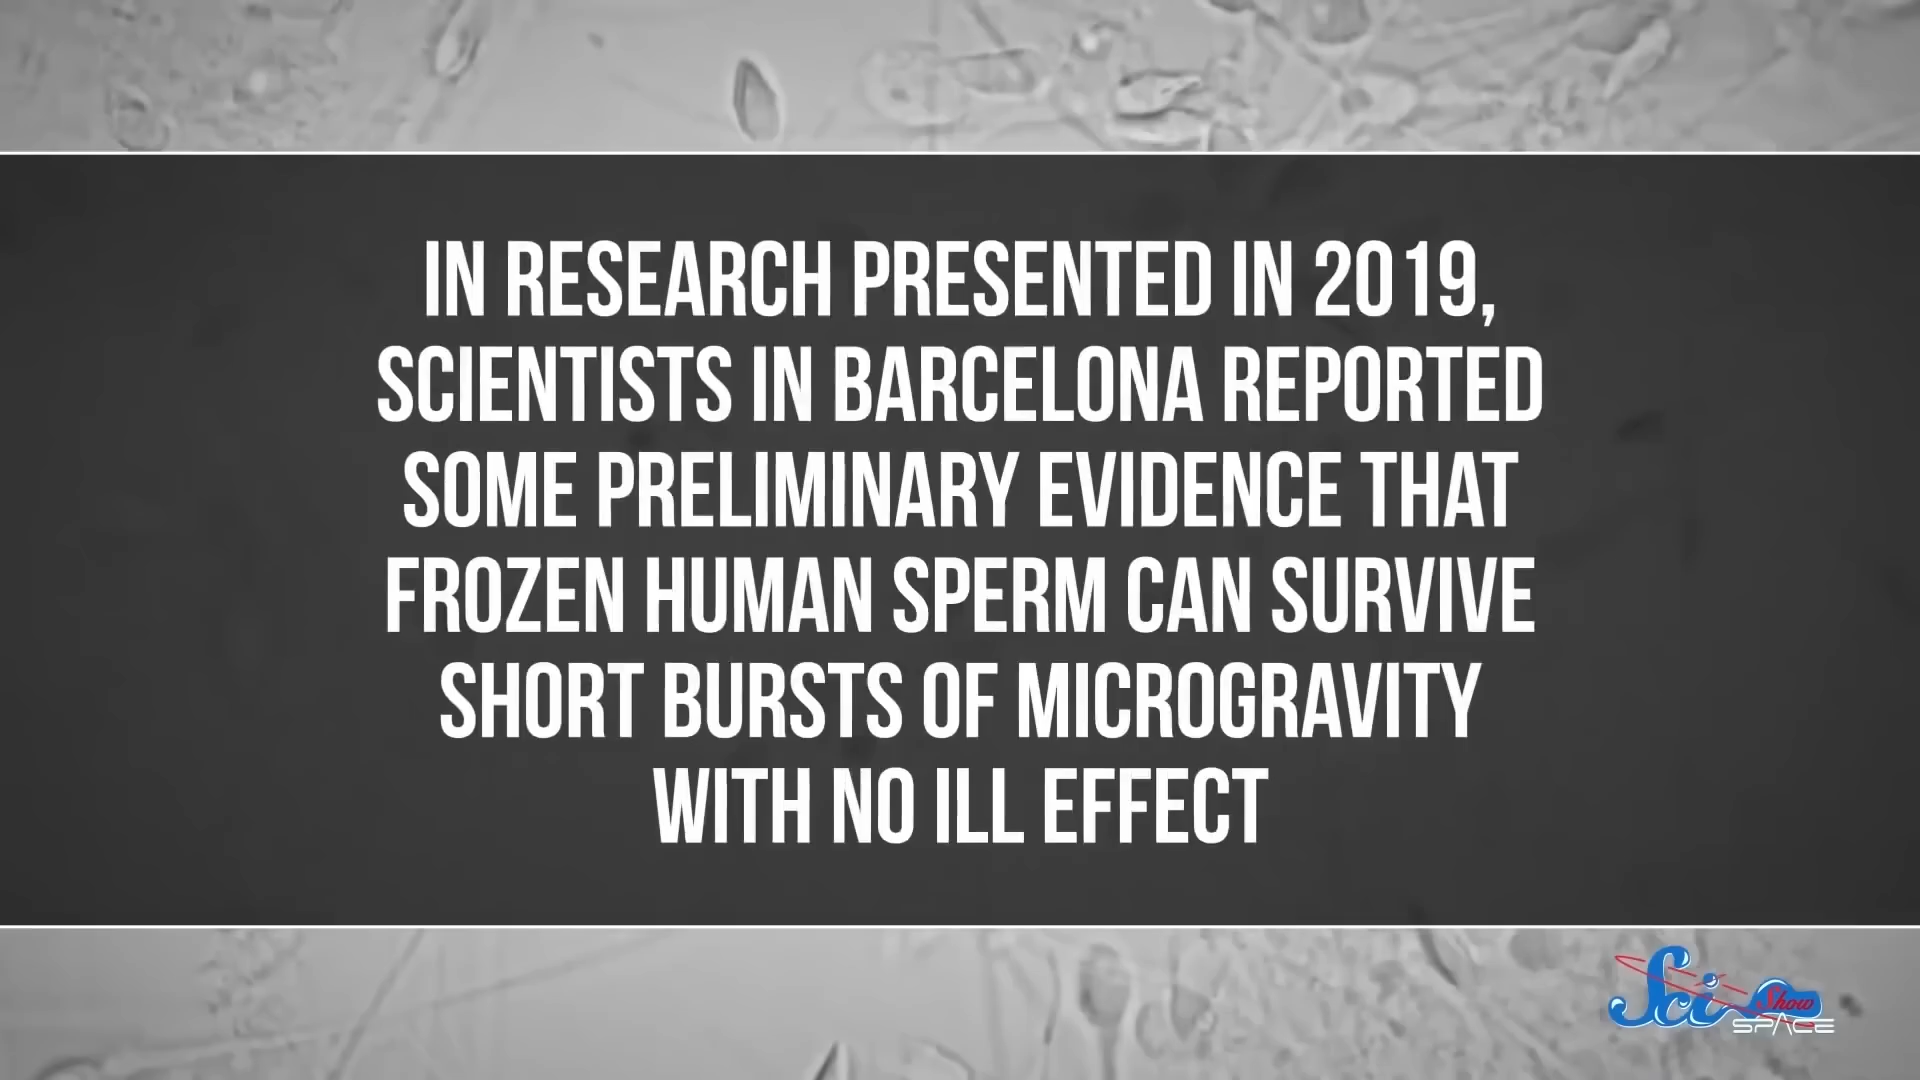 IN RESEARCH PRESENTED IN 2019,
SCIENTISTS IN BARCELONA REPORTED
SOME PRELIMINARY EVIDENCE THAT
FROZEN HUMAN SPERM CAN SURVIVE
SHORT BURSTS OF MICROGRAVITY
WITH NO ILL EFFECT
Sci Show
SPACE